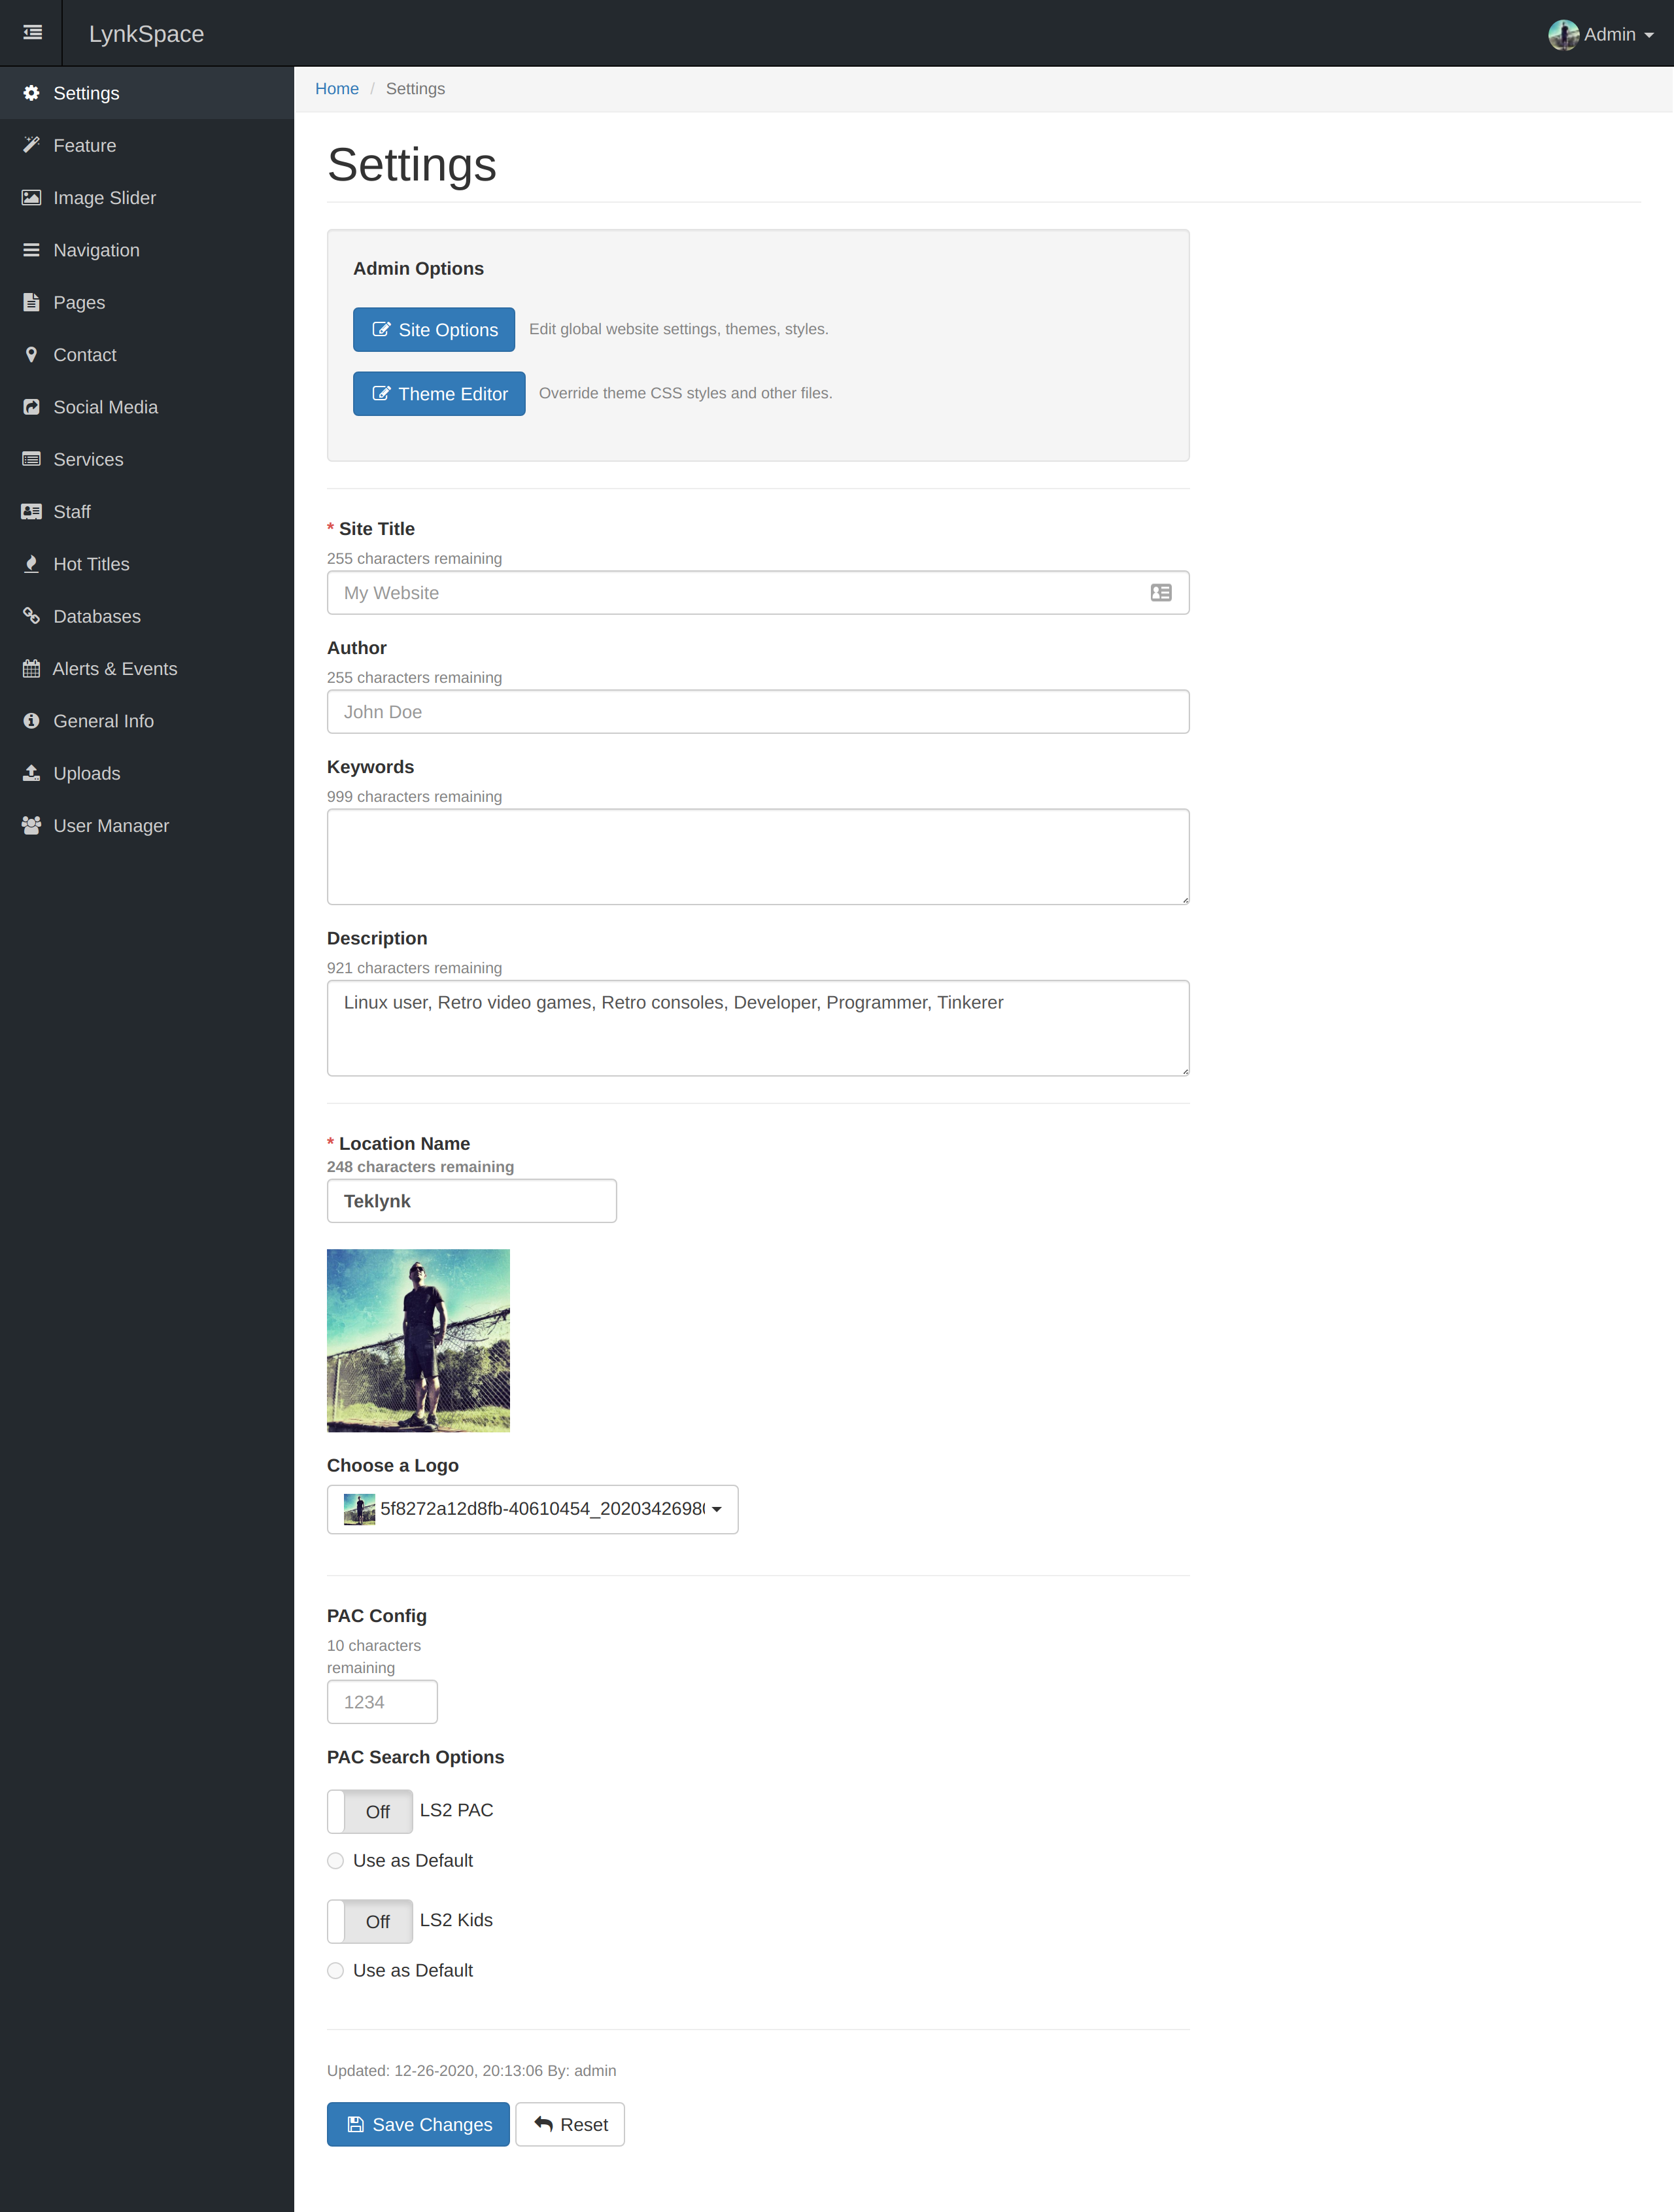 LynkSpace
Admin
Settings
Feature
Image Slider
Navigation
Pages
Contact
Social Media
Services
Staff
Hot Titles
Databases
Alerts & Events
General Info
Uploads
User Manager
Home / Settings
Settings
Admin Options
Site Options Edit global website settings, themes, styles.
Theme Editor Override theme CSS styles and other files.
* Site Title
255 characters remaining
My Website
Author
255 characters remaining
John Doe
Keywords
999 characters remaining
Description
921 characters remaining
Linux user, Retro video games, Retro consoles, Developer, Programmer, Tinkerer
* Location Name
248 characters remaining
Teklynk
Choose a Logo
5f8272a12d8fb-40610454_2020342698
PAC Config
10 characters
remaining
1234
PAC Search Options
Off LS2 PAC
Use as Default
Off LS2 Kids
Use as Default
Updated: 12-26-2020, 20:13:06 By: admin
Save Changes Reset